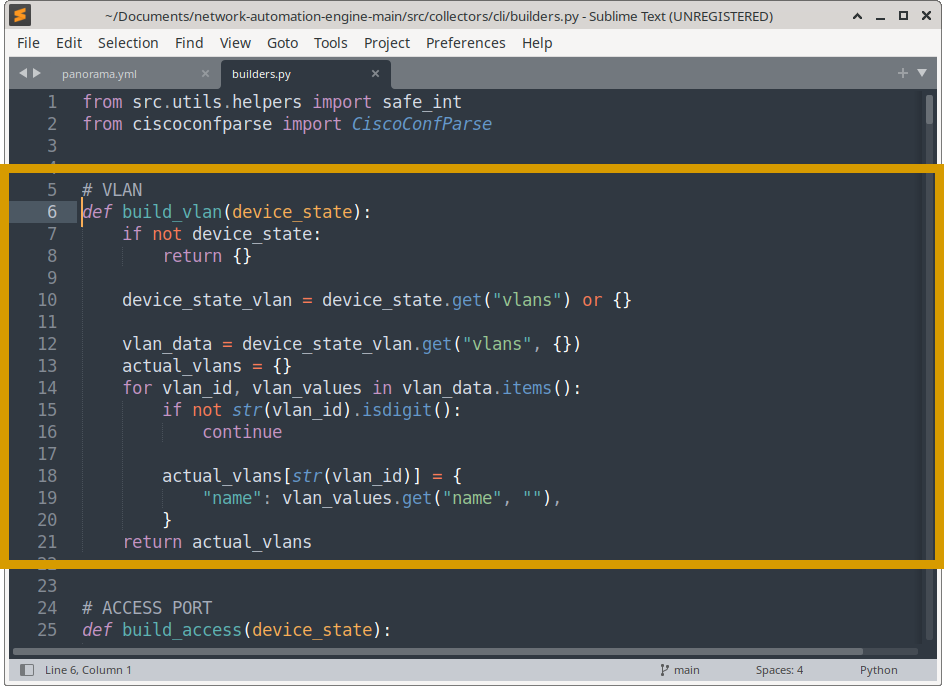 ~/Documents/network-automation-engine-main/src/collectors/cli/builders.py - Sublime Text (UNREGISTERED)
File Edit Selection Find View Goto Tools Project Preferences Help
panorama.yml builders.py
1 from src.utils.helpers import safe_int
2 from ciscoconfparse import CiscoConfParse
3
5 # VLAN
6 def build_vlan(device_state):
7     if not device_state:
8         return {}
9
10     device_state_vlan = device_state.get("vlans") or {}
11
12     vlan_data = device_state_vlan.get("vlans", {})
13     actual_vlans = {}
14     for vlan_id, vlan_values in vlan_data.items():
15         if not str(vlan_id).isdigit():
16             continue
17
18         actual_vlans[str(vlan_id)] = {
19             "name": vlan_values.get("name", ""),
20         }
21     return actual_vlans
23
24 # ACCESS PORT
25 def build_access(device_state):
Line 6, Column 1 main Spaces: 4 Python